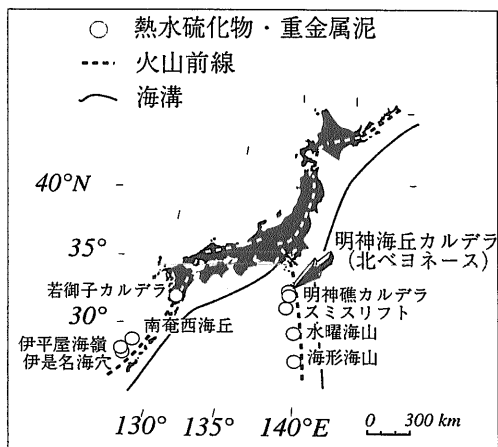 熱水硫化物・重金属泥
火山前線
海溝
40°N
35°
明神海丘カルデラ
(北ベヨネース)
若御子カルデラ
明神礁カルデラ
スミスリフト
30°
南奄西海丘
水曜海山
伊平屋海嶺
伊是名海穴
海形海山
130°
135°
140°E
0 300 km